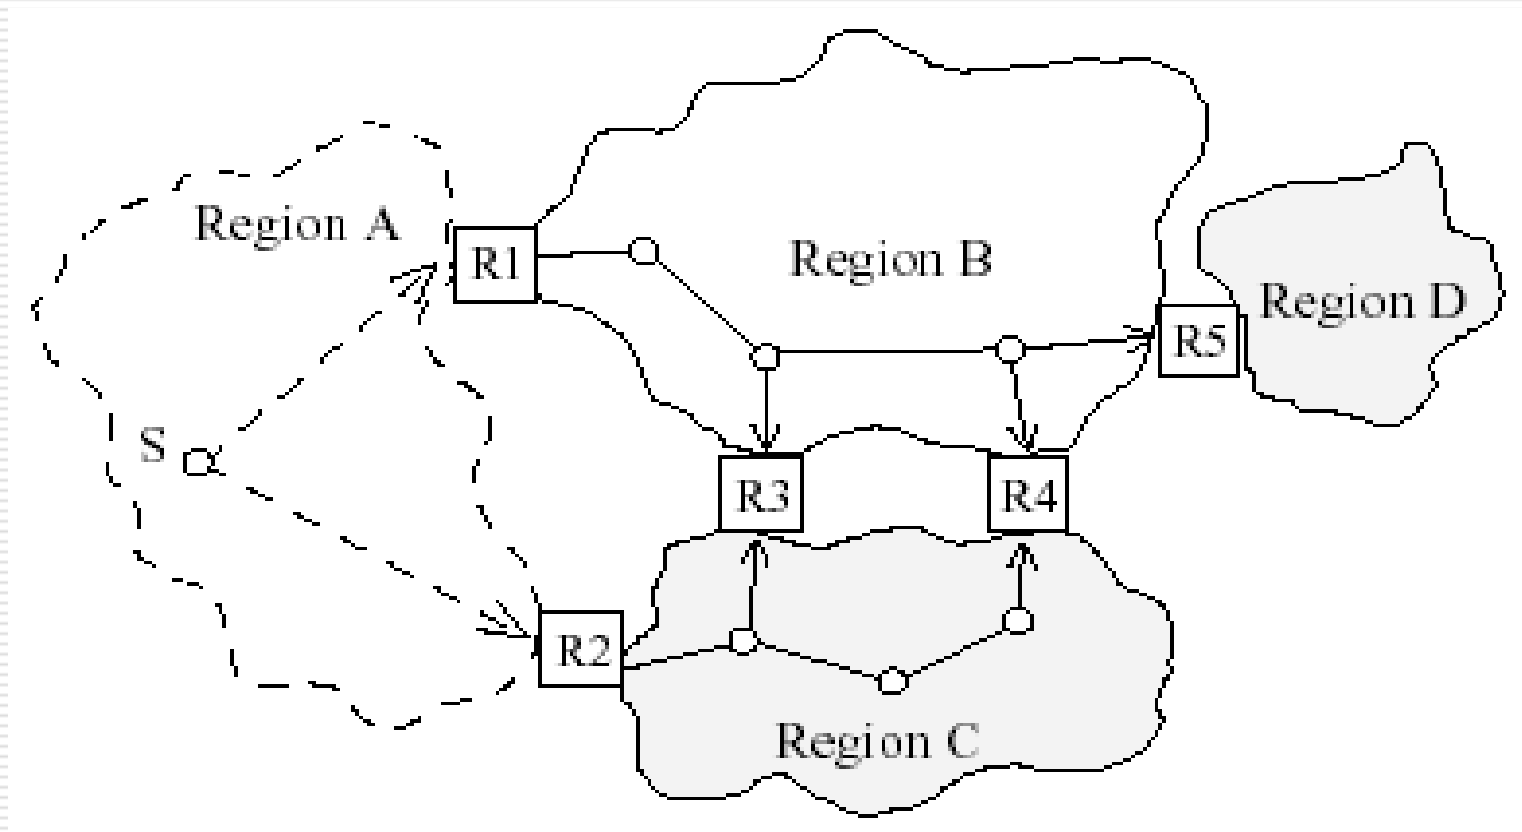 Region A
R1
Region B
Region D
R5
S
R3
R4
R2
Region C